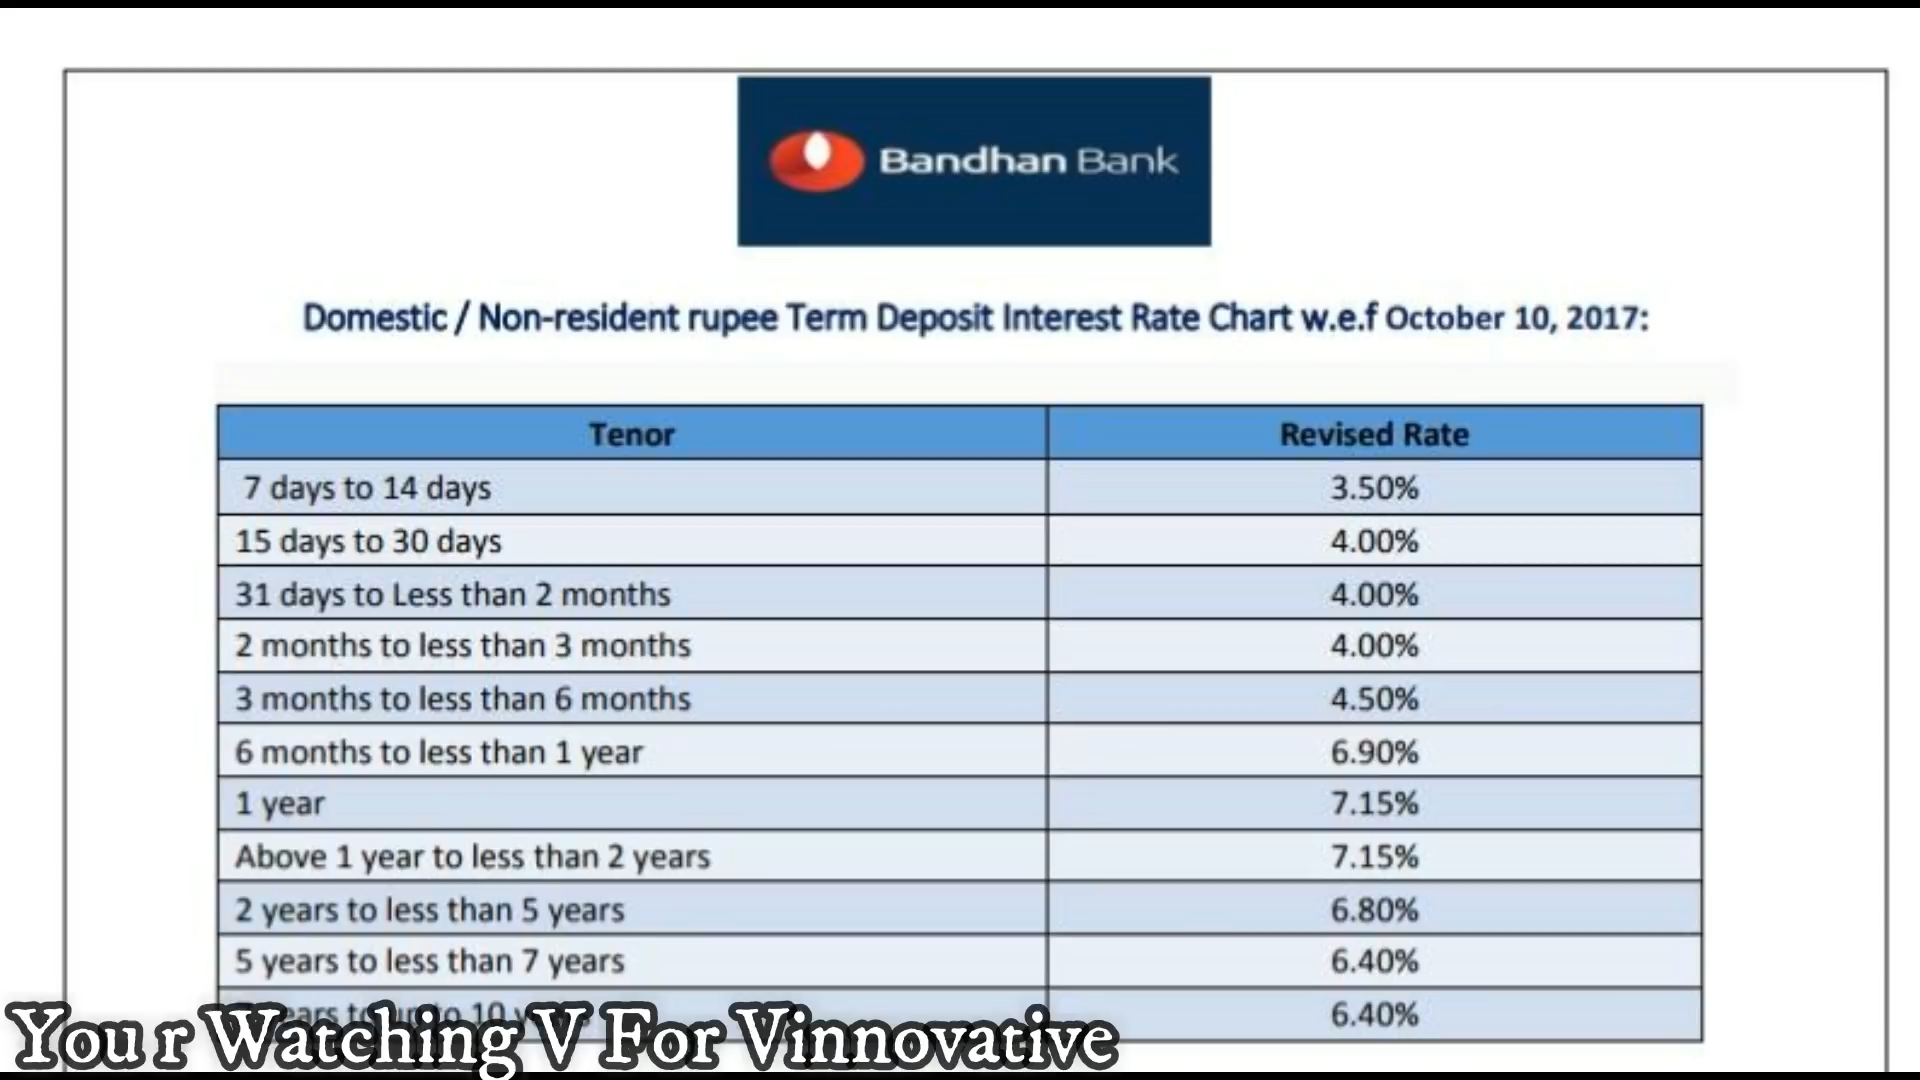 Bandhan Bank
Domestic / Non-resident rupee Term Deposit Interest Rate Chart w.e.f October 10, 2017:
Tenor Revised Rate
7 days to 14 days 3.50%
15 days to 30 days 4.00%
31 days to Less than 2 months 4.00%
2 months to less than 3 months 4.00%
3 months to less than 6 months 4.50%
6 months to less than 1 year 6.90%
1 year 7.15%
Above 1 year to less than 2 years 7.15%
2 years to less than 5 years 6.80%
5 years to less than 7 years 6.40%
to 10 6.40%
You r Watching V For Vinnovative